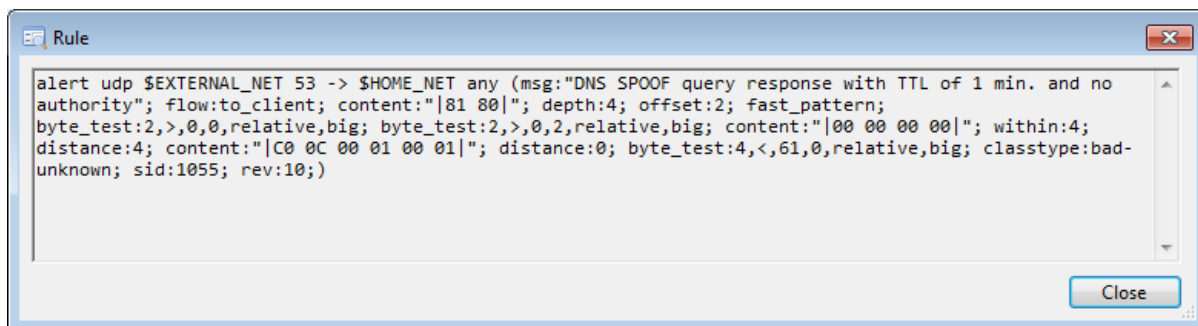 Rule
alert udp $EXTERNAL_NET 53 -> $HOME_NET any (msg:"DNS SPOOF query response with TTL of 1 min. and no
authority"; flow:to_client; content:"|81 80|"; depth:4; offset:2; fast_pattern;
byte_test:2,>,0,0,relative,big; byte_test:2,>,0,2,relative,big; content:"|00 00 00 00|"; within:4;
distance:4; content:"|C0 0C 00 01 00 01|"; distance:0; byte_test:4,<,61,0,relative,big; classtype:bad-
unknown; sid:1055; rev:10;)
Close